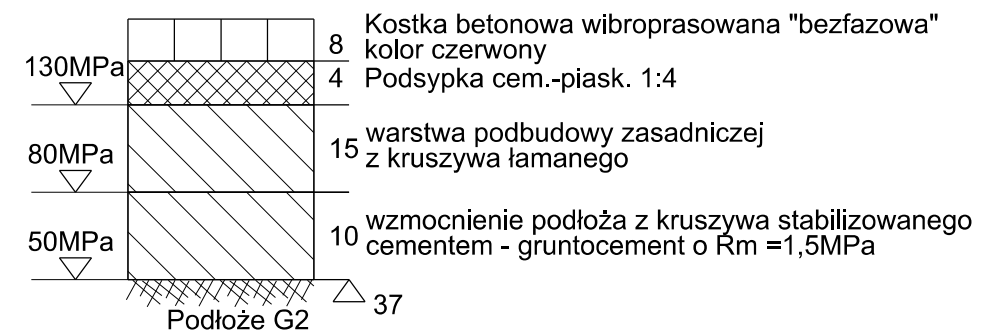 8 Kostka betonowa wibroprasowana "bezfazowa"
kolor czerwony
130MPa
4 Podsypka cem.-piask. 1:4
15 warstwa podbudowy zasadniczej
z kruszywa łamanego
80MPa
10 wzmocnienie podłoża z kruszywa stabilizowanego
cementem - gruntocement o Rm =1,5MPa
50MPa
37
Podłoże G2